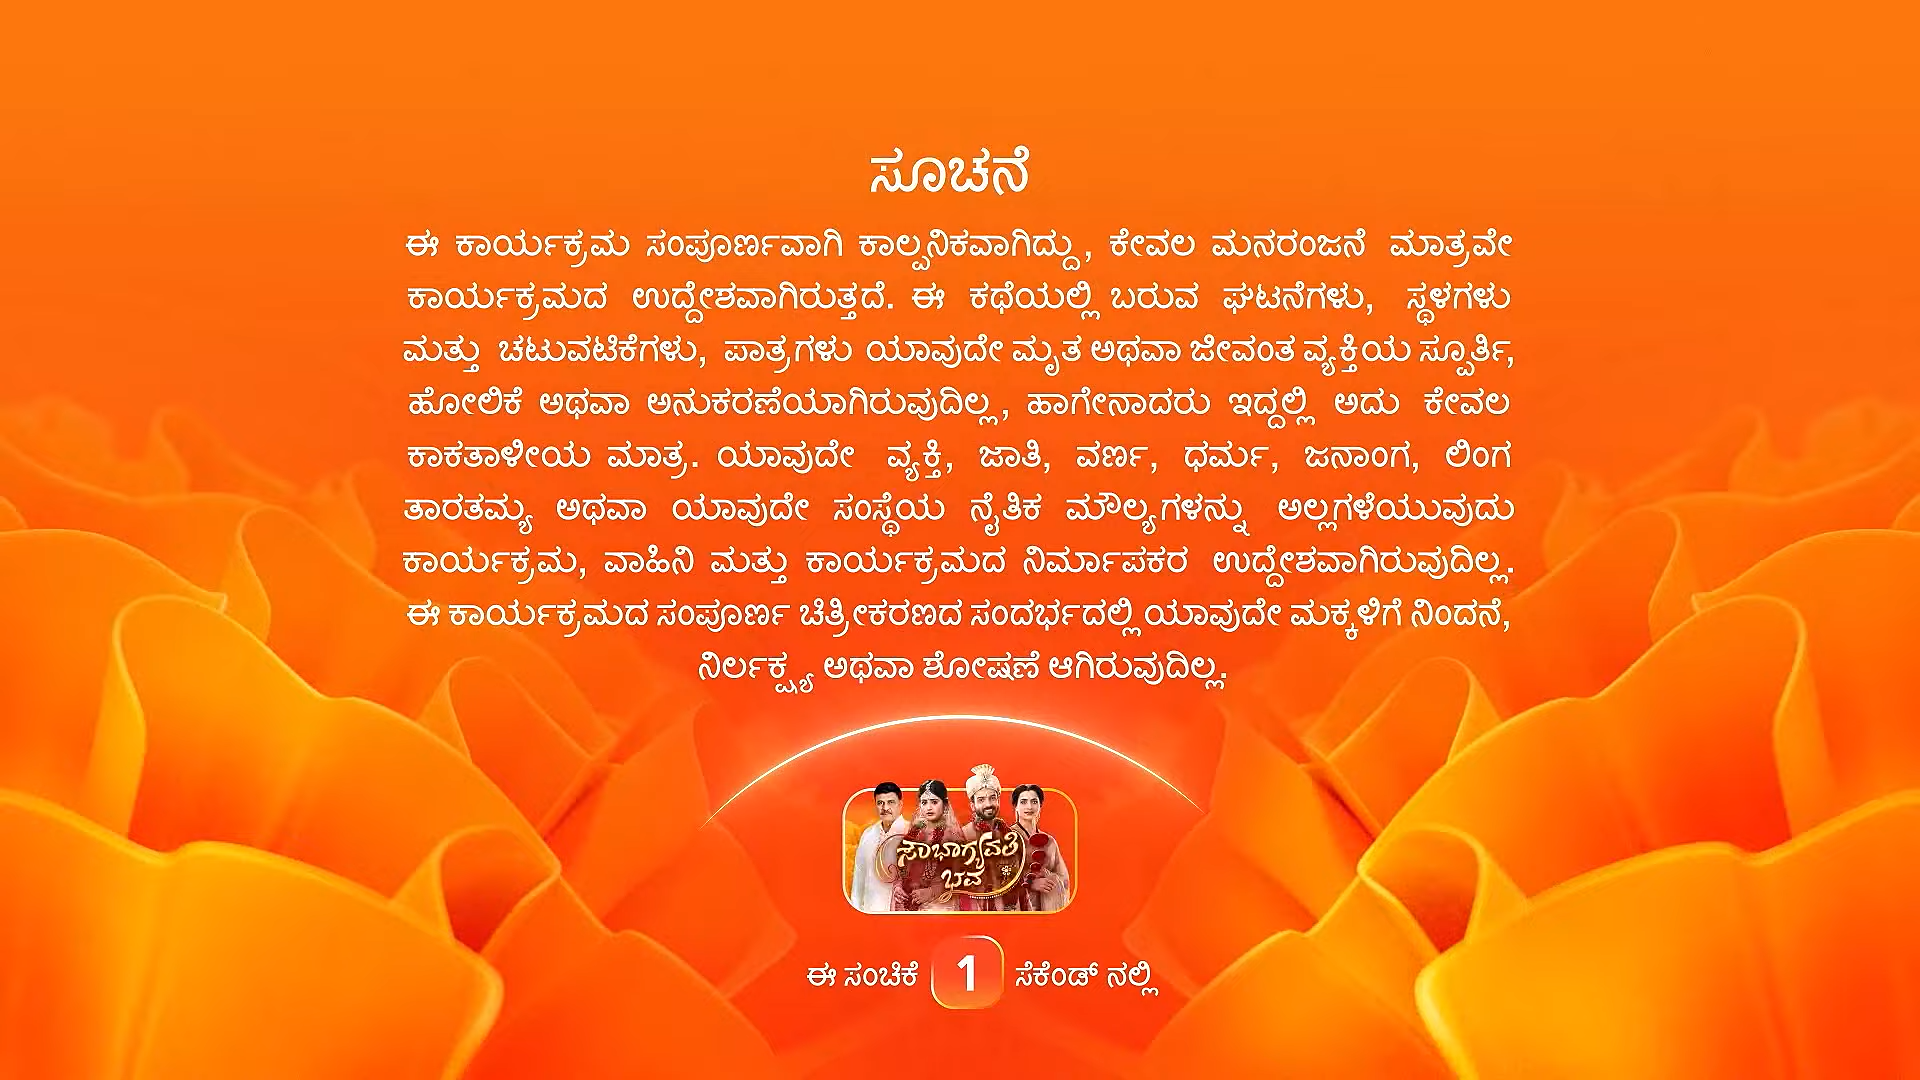 ಸೂಚನೆ
ಈ ಕಾರ್ಯಕ್ರಮ ಸಂಪೂರ್ಣವಾಗಿ ಕಾಲ್ಪನಿಕವಾಗಿದ್ದು, ಕೇವಲ ಮನರಂಜನೆ ಮಾತ್ರವೇ
ಕಾರ್ಯಕ್ರಮದ ಉದ್ದೇಶವಾಗಿರುತ್ತದೆ. ಈ ಕಥೆಯಲ್ಲಿ ಬರುವ ಘಟನೆಗಳು, ಸ್ಥಳಗಳು
ಮತ್ತು ಚಟುವಟಿಕೆಗಳು, ಪಾತ್ರಗಳು ಯಾವುದೇ ಮೃತ ಅಥವಾ ಜೀವಂತ ವ್ಯಕ್ತಿಯ ಸ್ಪೂರ್ತಿ,
ಹೋಲಿಕೆ ಅಥವಾ ಅನುಕರಣೆಯಾಗಿರುವುದಿಲ್ಲ, ಹಾಗೇನಾದರು ಇದ್ದಲ್ಲಿ ಅದು ಕೇವಲ
ಕಾಕತಾಳೀಯ ಮಾತ್ರ. ಯಾವುದೇ ವ್ಯಕ್ತಿ, ಜಾತಿ, ವರ್ಣ, ಧರ್ಮ, ಜನಾಂಗ, ಲಿಂಗ
ತಾರತಮ್ಯ ಅಥವಾ ಯಾವುದೇ ಸಂಸ್ಥೆಯ ನೈತಿಕ ಮೌಲ್ಯಗಳನ್ನು ಅಲ್ಲಗಳೆಯುವುದು
ಕಾರ್ಯಕ್ರಮ, ವಾಹಿನಿ ಮತ್ತು ಕಾರ್ಯಕ್ರಮದ ನಿರ್ಮಾಪಕರ ಉದ್ದೇಶವಾಗಿರುವುದಿಲ್ಲ.
ಈ ಕಾರ್ಯಕ್ರಮದ ಸಂಪೂರ್ಣ ಚಿತ್ರೀಕರಣದ ಸಂದರ್ಭದಲ್ಲಿ ಯಾವುದೇ ಮಕ್ಕಳಿಗೆ ನಿಂದನೆ,
ನಿರ್ಲಕ್ಷ್ಯ ಅಥವಾ ಶೋಷಣೆ ಆಗಿರುವುದಿಲ್ಲ.
ಸೌಭಾಗ್ಯವತಿ
ಭವ
ಈ ಸಂಚಿಕೆ 1 ಸೆಕೆಂಡ್ ನಲ್ಲಿ